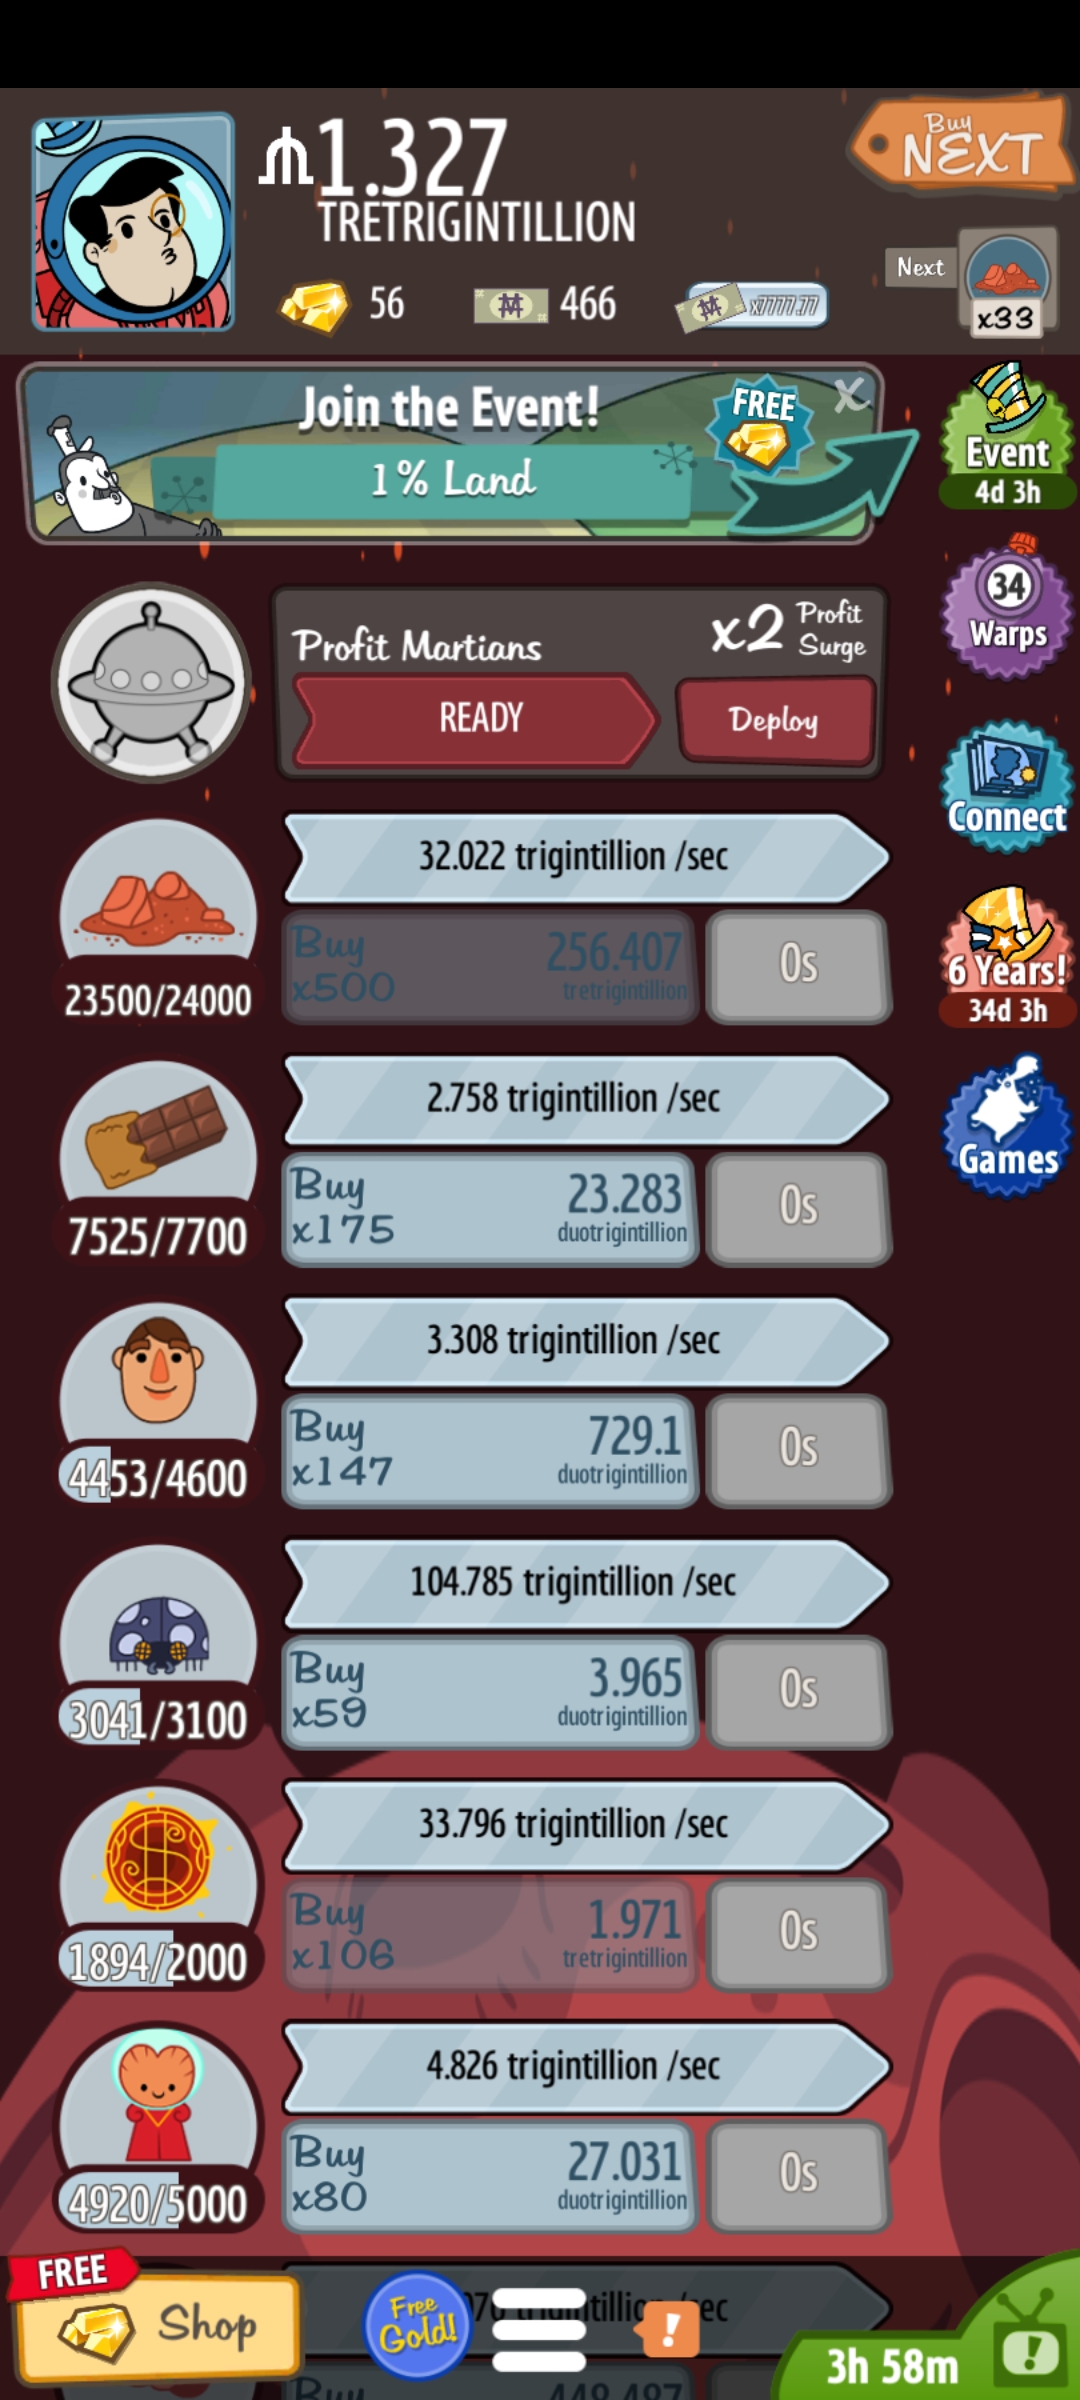 1.327
TRETRIGINTILLION
Buy
NEXT
56
466
x7777.77
Next
x33
Join the Event!
1% Land
FREE
X
Event
4d 3h
Profit Martians
x2 Profit
Surge
READY
Deploy
34
Warps
Connect
32.022 trigintillion /sec
Buy
x500
256.407
tretrigintillion
0s
23500/24000
6 Years!
34d 3h
2.758 trigintillion /sec
Buy
x175
23.283
duotrigintillion
0s
7525/7700
Games
3.308 trigintillion /sec
Buy
x147
729.1
duotrigintillion
0s
4453/4600
104.785 trigintillion /sec
Buy
x59
3.965
duotrigintillion
0s
3041/3100
33.796 trigintillion /sec
Buy
x106
1.971
tretrigintillion
0s
1894/2000
4.826 trigintillion /sec
Buy
x80
27.031
duotrigintillion
0s
4920/5000
FREE
Shop
Free
Gold!
!
3h 58m
!
Buy